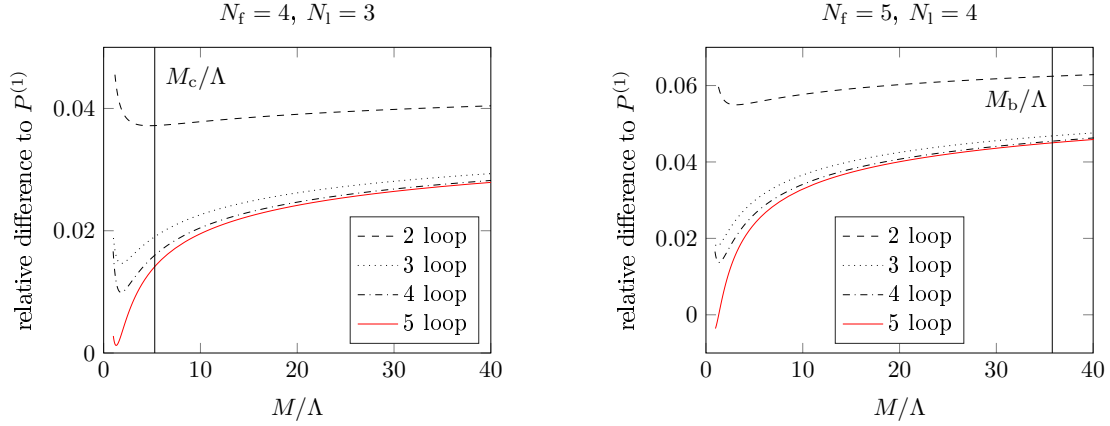 N_f = 4, N_l = 3
relative difference to P^(1)
0.04
0.02
0
M_c/Λ
2 loop
3 loop
4 loop
5 loop
0 10 20 30 40
M/Λ
N_f = 5, N_l = 4
relative difference to P^(1)
0.06
0.04
0.02
0
M_b/Λ
2 loop
3 loop
4 loop
5 loop
0 10 20 30 40
M/Λ